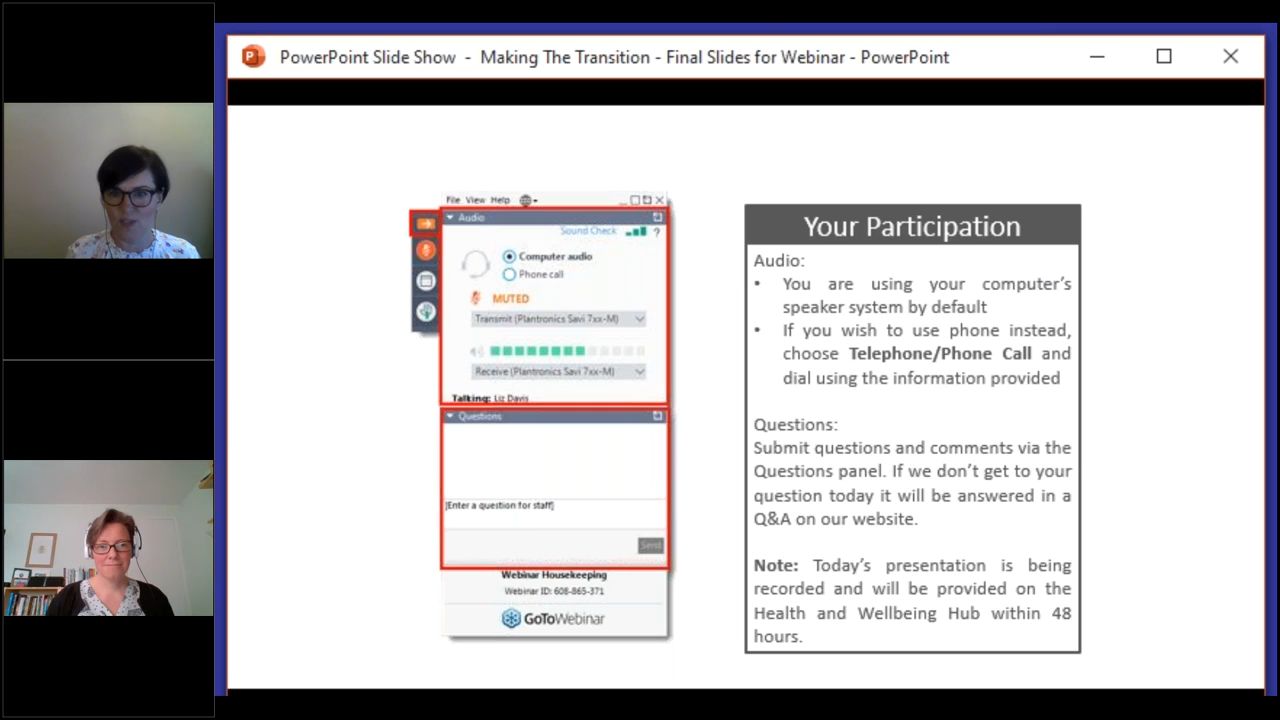 PowerPoint Slide Show - Making The Transition - Final Slides for Webinar - PowerPoint
File View Help
Audio
Sound Check ?
Computer audio
Phone call
MUTED
Transmit (Plantronics Savi 7xx-M)
Receive (Plantronics Savi 7xx-M)
Talking: Liz Davis
Questions
[Enter a question for staff]
Send
Webinar Housekeeping
Webinar ID: 608-865-371
GoToWebinar
Your Participation
Audio:
• You are using your computer's
speaker system by default
• If you wish to use phone instead,
choose Telephone/Phone Call and
dial using the information provided
Questions:
Submit questions and comments via the
Questions panel. If we don't get to your
question today it will be answered in a
Q&A on our website.
Note: Today's presentation is being
recorded and will be provided on the
Health and Wellbeing Hub within 48
hours.